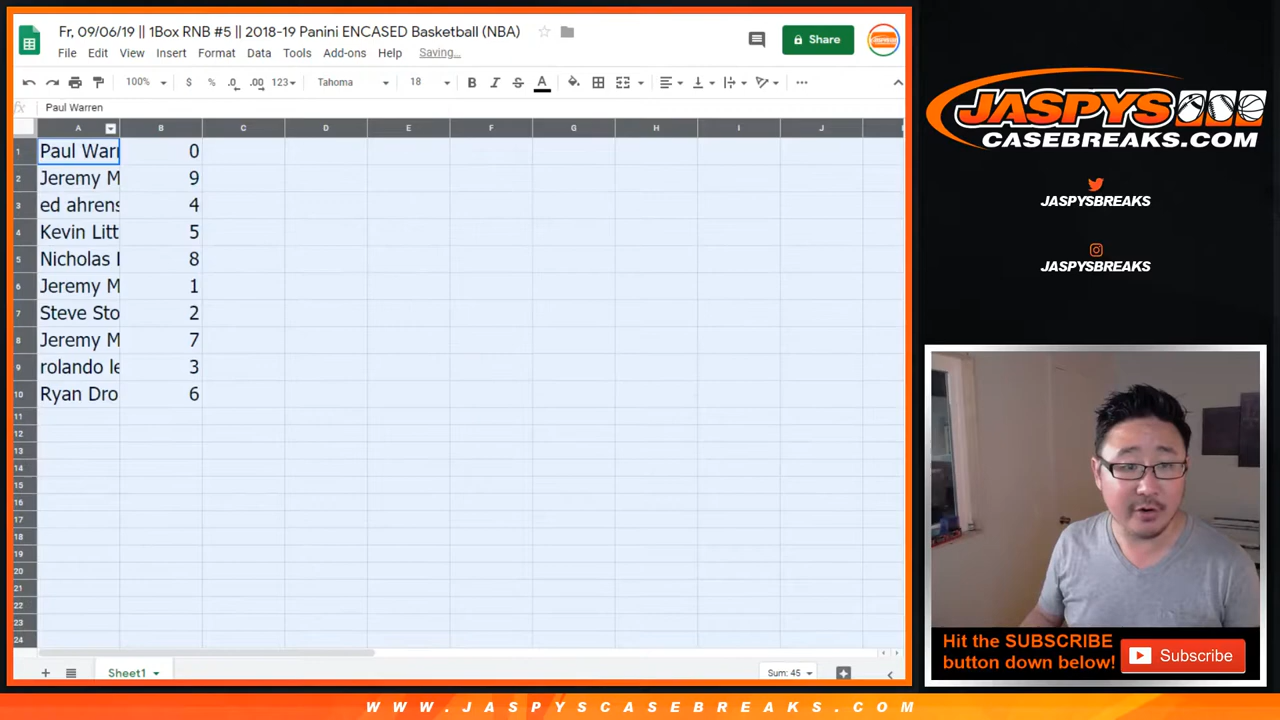 Fr, 09/06/19 || 1Box RNB #5 || 2018-19 Panini ENCASED Basketball (NBA)
File Edit View Insert Format Data Tools Add-ons Help Saving...
Share
100% $ % .0 .00 123 Tahoma 18 B I S A
fx Paul Warren
A B C D E F G H I J
1 Paul Warr 0
2 Jeremy M 9
3 ed ahrens 4
4 Kevin Litt 5
5 Nicholas 8
6 Jeremy M 1
7 Steve Sto 2
8 Jeremy M 7
9 rolando le 3
10 Ryan Dro 6
11
12
13
14
15
16
17
18
19
20
21
22
23
24
Sheet1
Sum: 45
JASPYS
CASEBREAKS.COM
JASPYSBREAKS
JASPYSBREAKS
Hit the SUBSCRIBE
button down below!
Subscribe
WWW.JASPYSCASEBREAKS.COM